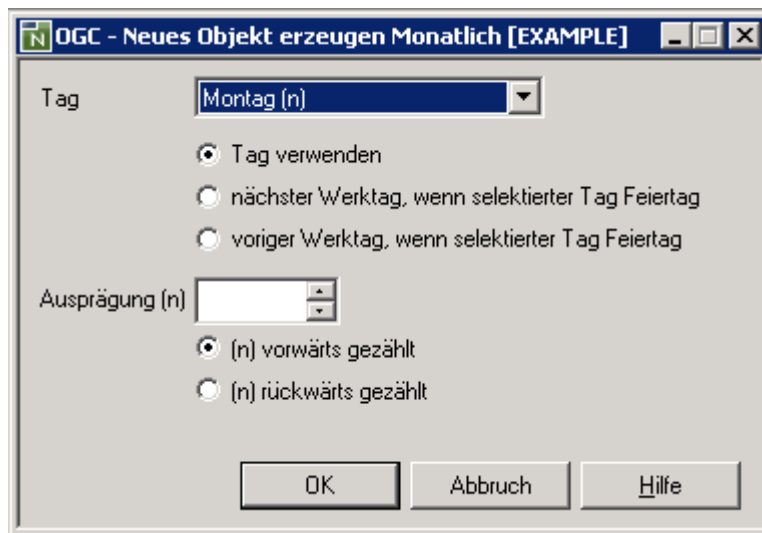 OGC - Neues Objekt erzeugen Monatlich [EXAMPLE]
Tag Montag (n)
Tag verwenden
nächster Werktag, wenn selektierter Tag Feiertag
voriger Werktag, wenn selektierter Tag Feiertag
Ausprägung (n)
(n) vorwärts gezählt
(n) rückwärts gezählt
OK Abbruch Hilfe